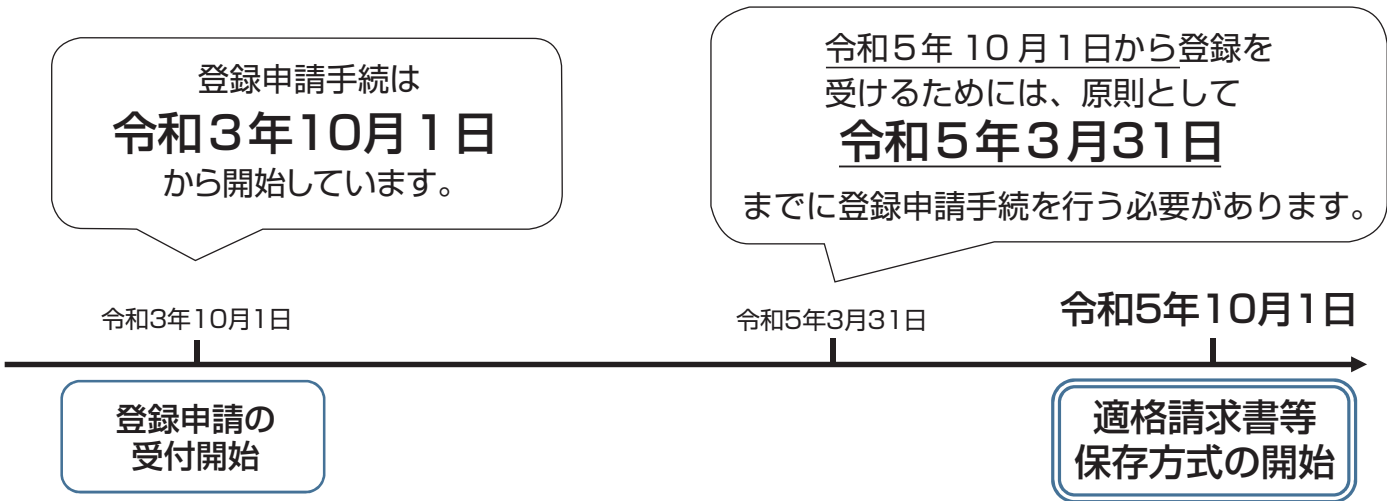 登録申請手続は
令和3年10月1日
から開始しています。
令和5年10月1日から登録を
受けるためには、原則として
令和5年3月31日
までに登録申請手続を行う必要があります。
令和3年10月1日
令和5年3月31日
令和5年10月1日
登録申請の
受付開始
適格請求書等
保存方式の開始